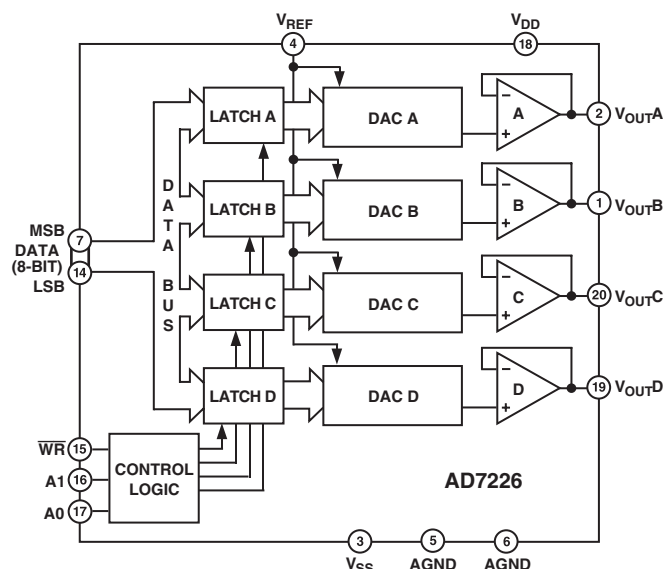 VREF
VDD
4
18
LATCH A
DAC A
A
−
+
2
VOUTA
LATCH B
DAC B
B
−
+
1
VOUTB
MSB
7
DATA
(8-BIT)
14
LSB
DATA BUS
LATCH C
DAC C
C
−
+
20
VOUTC
LATCH D
DAC D
D
−
+
19
VOUTD
WR
15
A1
16
A0
17
CONTROL
LOGIC
AD7226
3
5
6
VSS
AGND
AGND